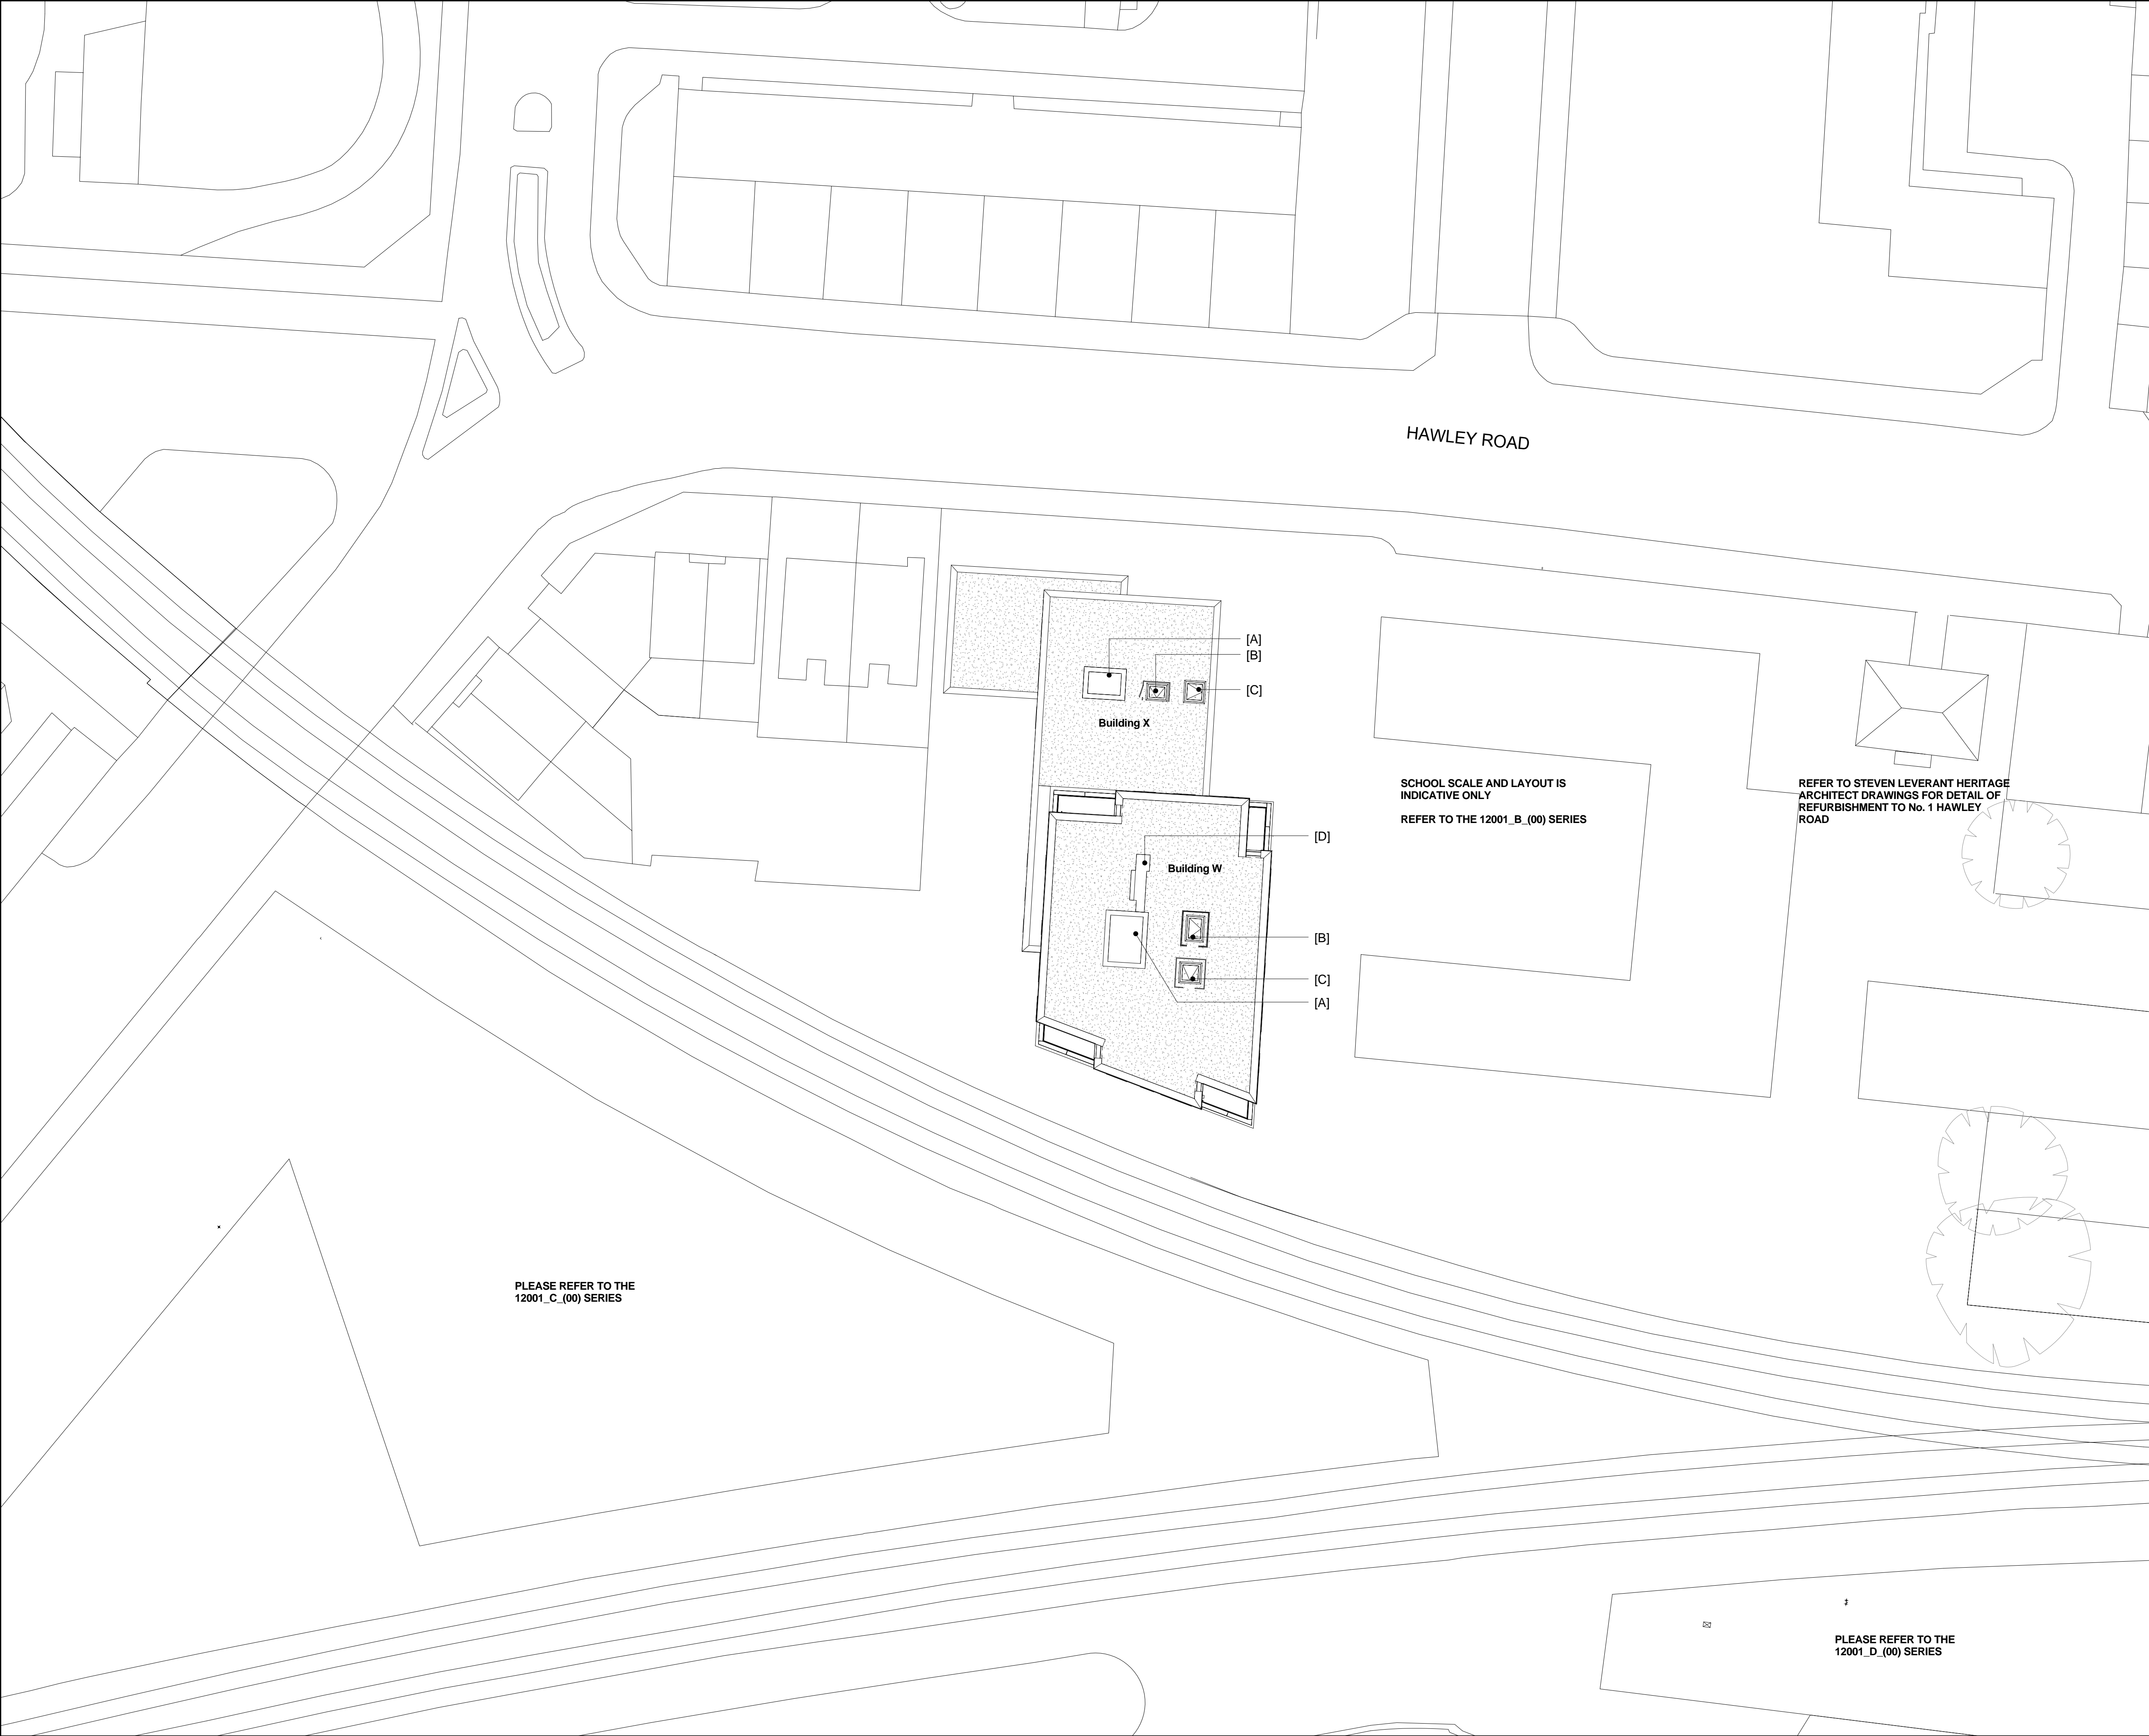 HAWLEY ROAD
[A]
[B]
[C]
Building X
SCHOOL SCALE AND LAYOUT IS
INDICATIVE ONLY
REFER TO THE 12001_B_(00) SERIES
REFER TO STEVEN LEVERANT HERITAGE
ARCHITECT DRAWINGS FOR DETAIL OF
REFURBISHMENT TO No. 1 HAWLEY
ROAD
[D]
Building W
[B]
[C]
[A]
PLEASE REFER TO THE
12001_C_(00) SERIES
PLEASE REFER TO THE
12001_D_(00) SERIES